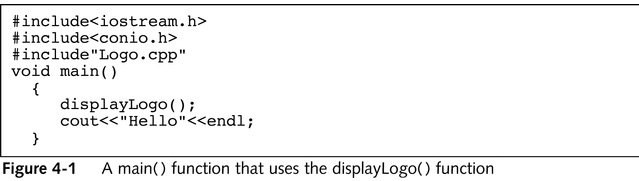 #include<iostream.h>
#include<conio.h>
#include"Logo.cpp"
void main()
  {
     displayLogo();
     cout<<"Hello"<<endl;
  }
Figure 4-1 A main() function that uses the displayLogo() function